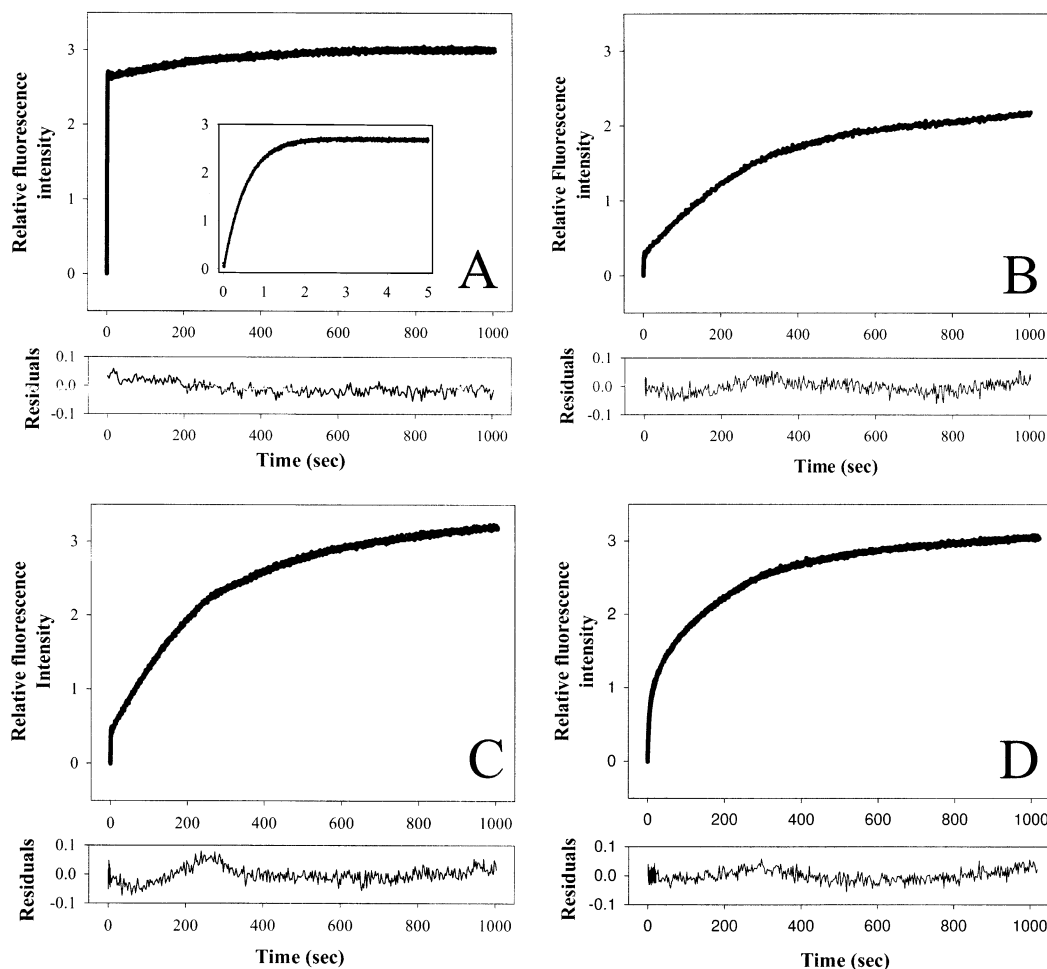 Relative fluorescence
intensity
3
2
1
0
3
2
1
0
0 1 2 3 4 5
A
0 200 400 600 800 1000
Residuals
0.1
0.0
-0.1
0 200 400 600 800 1000
Time (sec)
Relative Fluorescence
intensity
3
2
1
0
B
0 200 400 600 800 1000
Residuals
0.1
0.0
-0.1
0 200 400 600 800 1000
Time (sec)
Relative fluorescence
Intensity
3
2
1
0
C
0 200 400 600 800 1000
Residuals
0.1
0.0
-0.1
0 200 400 600 800 1000
Time (sec)
Relative fluorescence
intensity
3
2
1
0
D
0 200 400 600 800 1000
Residuals
0.1
0.0
-0.1
0 200 400 600 800 1000
Time (sec)